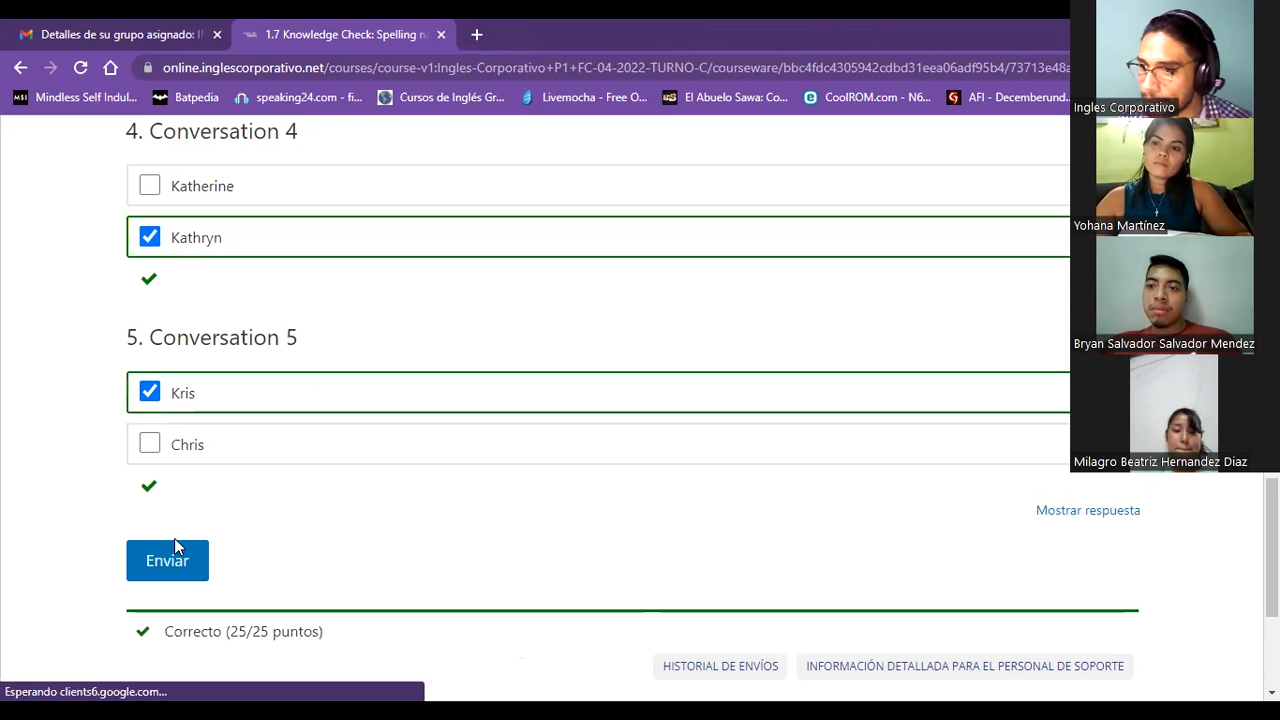 Detalles de su grupo asignado: I
1.7 Knowledge Check: Spelling n
online.inglescorporativo.net/courses/course-v1:Ingles-Corporativo+P1+FC-04-2022-TURNO-C/courseware/bbc4fdc4305942cdbd31eea06adf95b4/73713e48a
Mindless Self Indul...
Batpedia
speaking24.com - fi...
Cursos de Inglés Gr...
Livemocha - Free O...
El Abuelo Sawa: Co...
CoolROM.com - N6...
AFI - Decemberund...
Ingles Corporativo
Yohana Martínez
Bryan Salvador Salvador Mendez
Milagro Beatriz Hernandez Diaz
4. Conversation 4
Katherine
Kathryn
5. Conversation 5
Kris
Chris
Mostrar respuesta
Enviar
Correcto (25/25 puntos)
HISTORIAL DE ENVÍOS
INFORMACIÓN DETALLADA PARA EL PERSONAL DE SOPORTE
Esperando clients6.google.com...